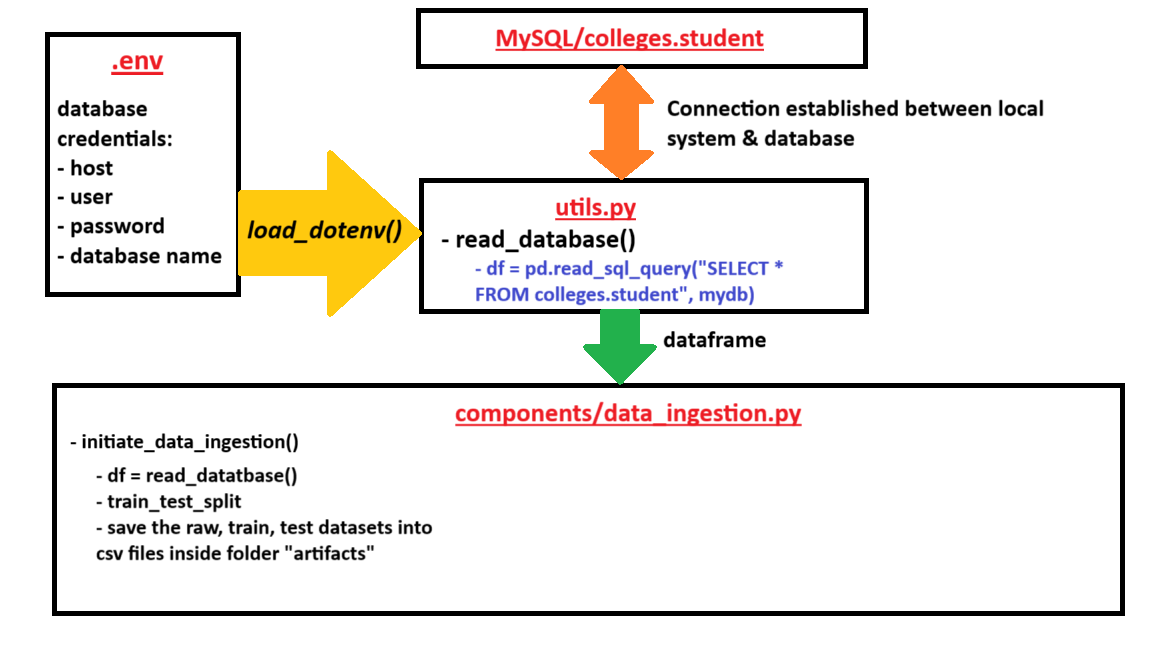 .env
database
credentials:
- host
- user
- password
- database name
load_dotenv()
MySQL/colleges.student
Connection established between local
system & database
utils.py
- read_database()
- df = pd.read_sql_query("SELECT *
FROM colleges.student", mydb)
dataframe
components/data_ingestion.py
- initiate_data_ingestion()
- df = read_datatbase()
- train_test_split
- save the raw, train, test datasets into
csv files inside folder "artifacts"